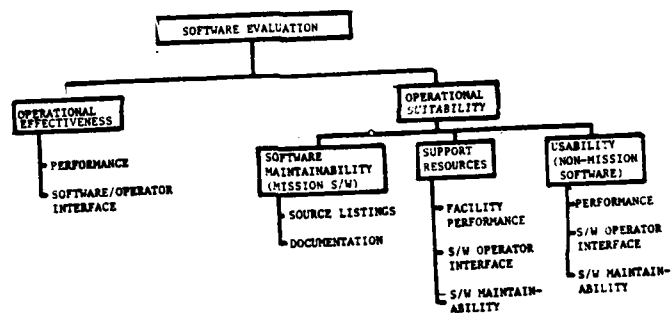 SOFTWARE EVALUATION
OPERATIONAL
EFFECTIVENESS
PERFORMANCE
SOFTWARE/OPERATOR
INTERFACE
OPERATIONAL
SUITABILITY
SOFTWARE
MAINTAINABILITY
(MISSION S/W)
SOURCE LISTINGS
DOCUMENTATION
SUPPORT
RESOURCES
FACILITY
PERFORMANCE
S/W OPERATOR
INTERFACE
S/W MAINTAIN-
ABILITY
USABILITY
(NON-MISSION
SOFTWARE)
PERFORMANCE
S/W OPERATOR
INTERFACE
S/W MAINTAIN-
ABILITY